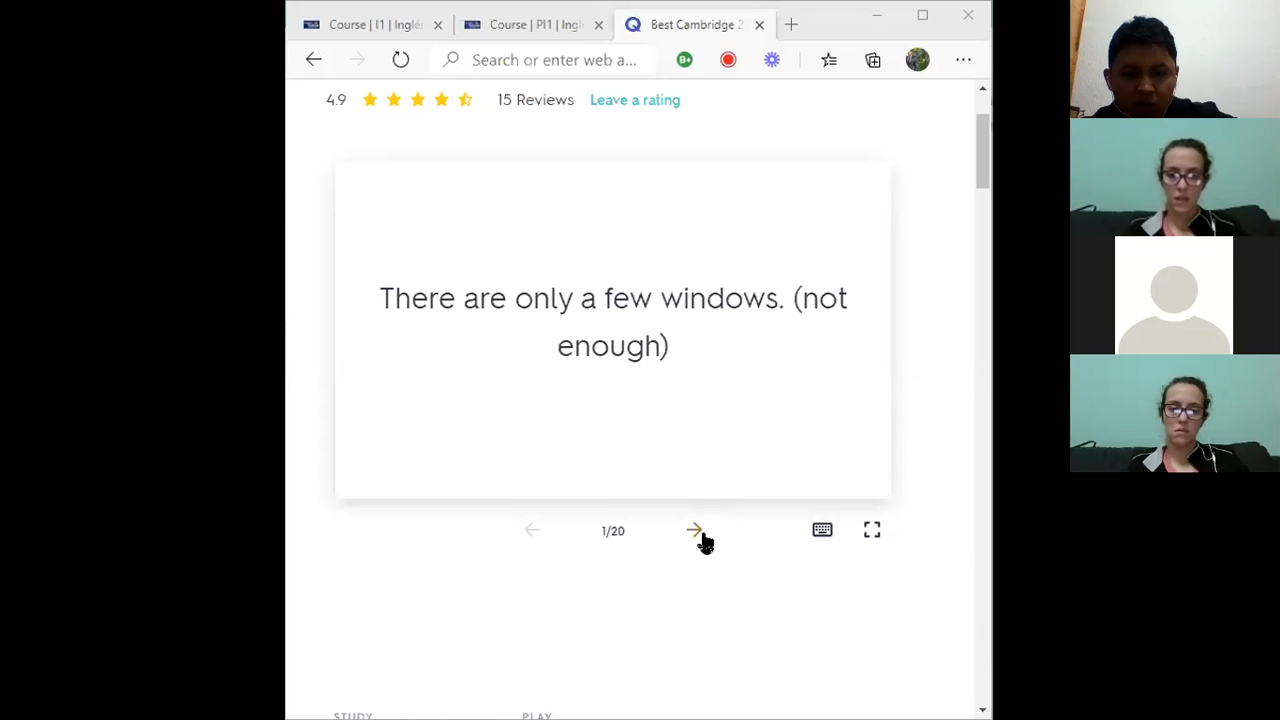 Course | I1 | Inglés
Course | PI1 | Ingl
Best Cambridge 2
Search or enter web a...
B+
4.9
15 Reviews
Leave a rating
There are only a few windows. (not
enough)
1/20
STUDY
PLAY